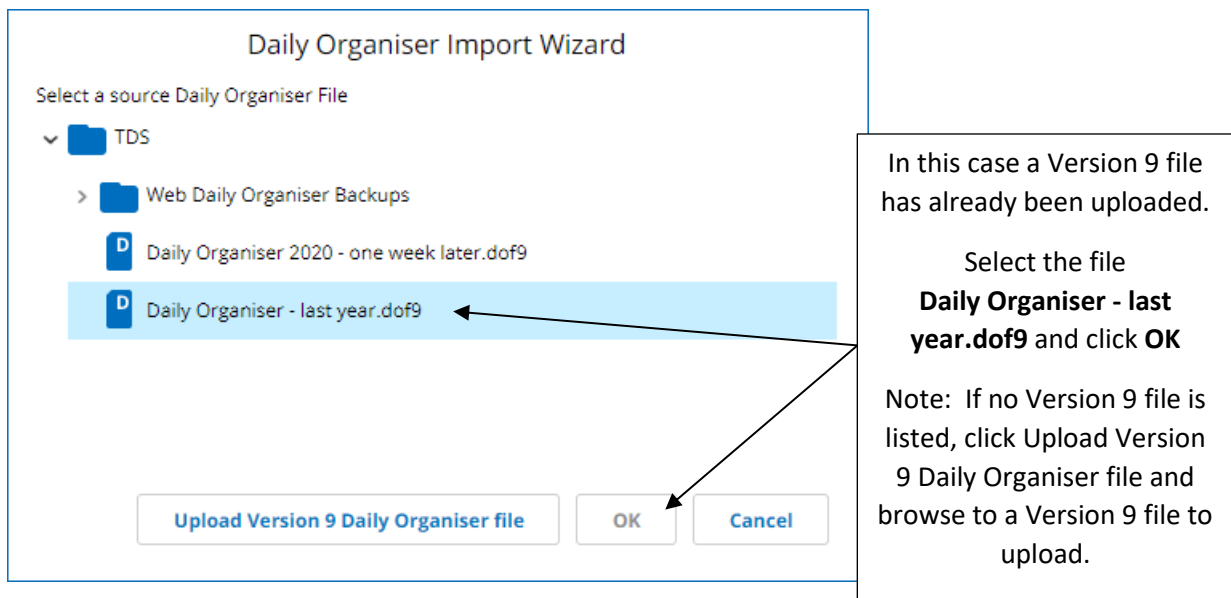 Daily Organiser Import Wizard
Select a source Daily Organiser File
TDS
Web Daily Organiser Backups
D
Daily Organiser 2020 - one week later.dof9
D
Daily Organiser - last year.dof9
Upload Version 9 Daily Organiser file
OK
Cancel
In this case a Version 9 file
has already been uploaded.
Select the file
Daily Organiser - last
year.dof9 and click OK
Note: If no Version 9 file is
listed, click Upload Version
9 Daily Organiser file and
browse to a Version 9 file to
upload.